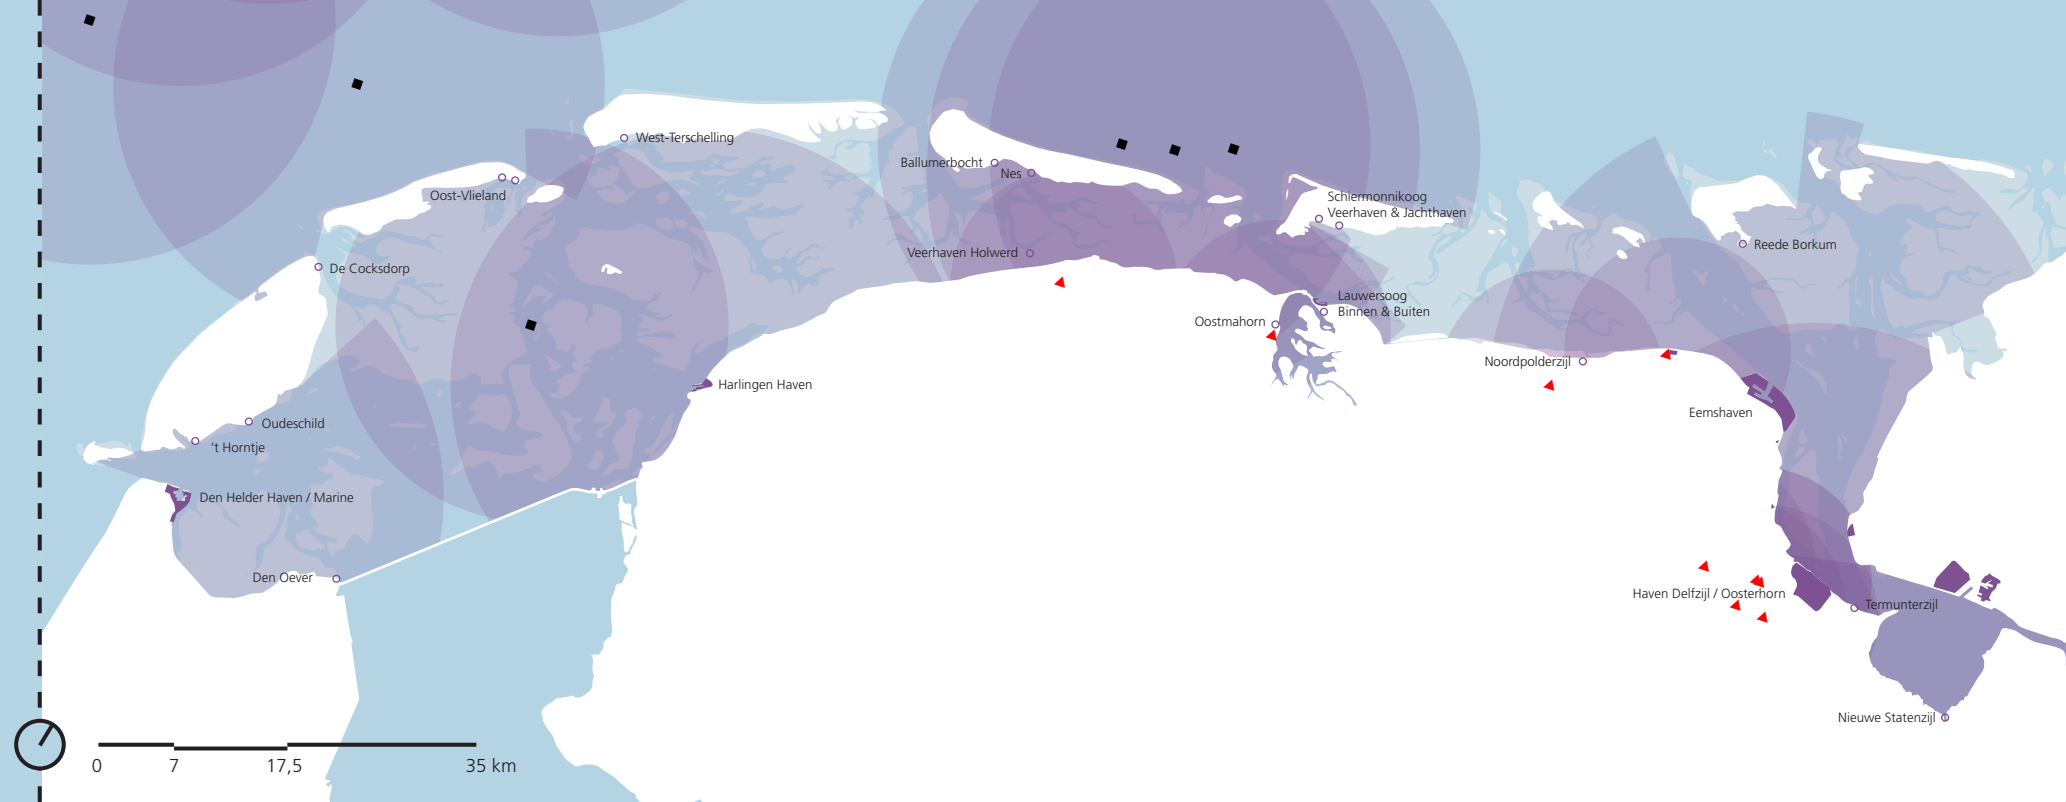 West-Terschelling
Ballumerbocht
Nes
Oost-Vlieland
Schiermonnikoog
Veerhaven & Jachthaven
Reede Borkum
Veerhaven Holwerd
De Cocksdorp
Lauwersoog
Binnen & Buiten
Oostmahorn
Noordpolderzijl
Harlingen Haven
Eemshaven
Oudeschild
‘t Horntje
Den Helder Haven / Marine
Den Oever
Haven Delfzijl / Oosterhorn
Termunterzijl
Nieuwe Statenzijl
0 7 17,5 35 km